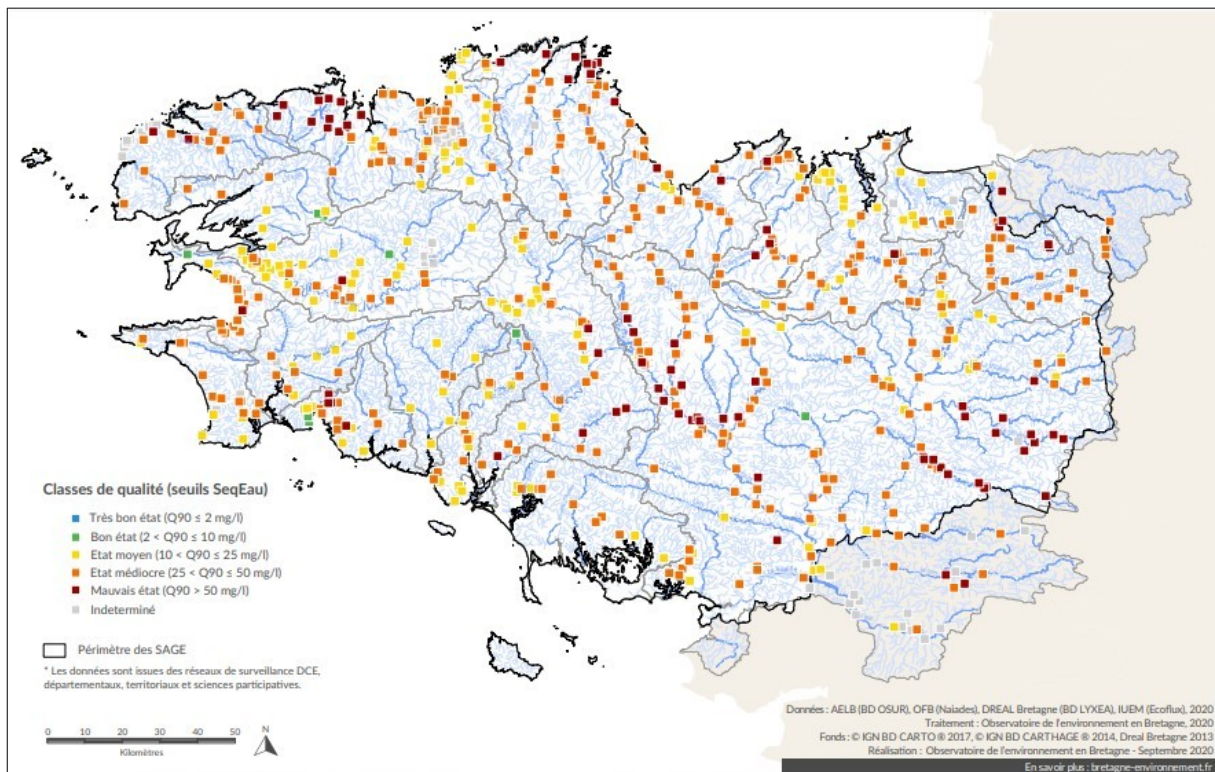 Classes de qualité (seuils SeqEau)
Très bon état (Q90 ≤ 2 mg/l)
Bon état (2 < Q90 ≤ 10 mg/l)
Etat moyen (10 < Q90 ≤ 25 mg/l)
Etat médiocre (25 < Q90 ≤ 50 mg/l)
Mauvais état (Q90 > 50 mg/l)
Indeterminé
Périmètre des SAGE
* Les données sont issues des réseaux de surveillance DCE,
départementaux, territoriaux et sciences participatives.
0 10 20 30 40 50
Kilomètres
N
Données : AELB (BD OSUR), OFB (Naiades), DREAL Bretagne (BD LYXEA), IUEM (Ecoflux), 2020
Traitement : Observatoire de l'environnement en Bretagne, 2020
Fonds : © IGN BD CARTO ® 2017, © IGN BD CARTHAGE ® 2014, Dreal Bretagne 2013
Réalisation : Observatoire de l'environnement en Bretagne - Septembre 2020
En savoir plus : bretagne-environnement.fr